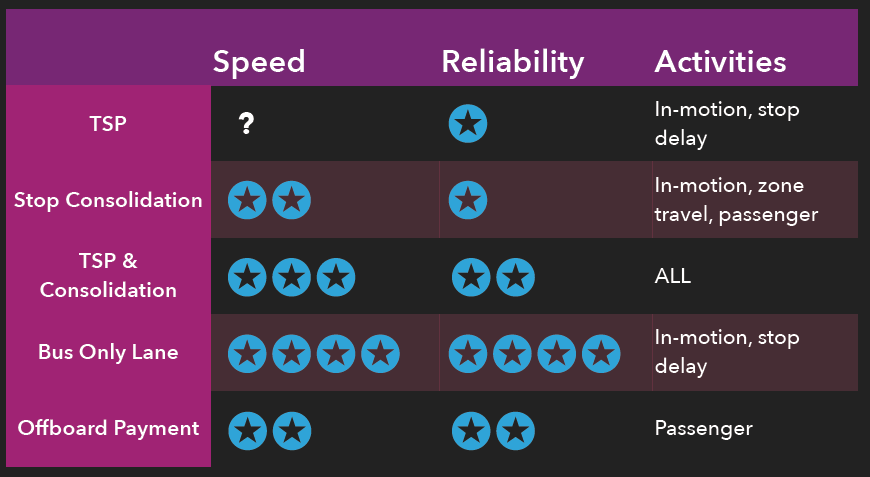 Speed Reliability Activities
TSP ? In-motion, stop
delay
Stop Consolidation In-motion, zone
travel, passenger
TSP &
Consolidation ALL
Bus Only Lane In-motion, stop
delay
Offboard Payment Passenger